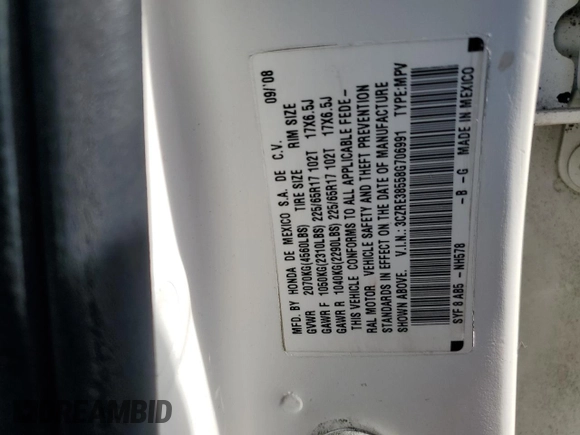 MFD. BY HONDA DE MEXICO S.A. DE C.V. 09/'08
GVWR 2070KG(4560LBS) TIRE SIZE RIM SIZE
GAWR F 1050KG(2310LBS) 225/65R17 102T 17X6.5J
GAWR R 1040KG(2290LBS) 225/65R17 102T 17X6.5J
THIS VEHICLE CONFORMS TO ALL APPLICABLE FEDE-
RAL MOTOR VEHICLE SAFETY AND THEFT PREVENTION
STANDARDS IN EFFECT ON THE DATE OF MANUFACTURE
SHOWN ABOVE. V.I.N.: 3CZRE38558G706991 TYPE:MPV
SYF8AB5 -NH578 -B -G MADE IN MEXICO
DREAMBID